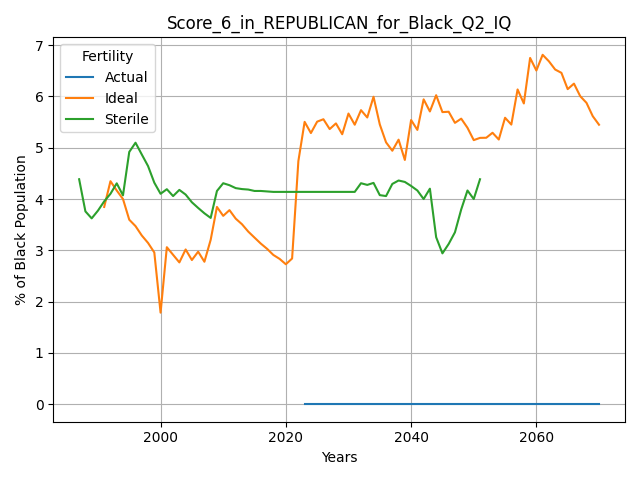 Score_6_in_REPUBLICAN_for_Black_Q2_IQ
7
6
5
4
3
2
1
0
% of Black Population
Fertility
Actual
Ideal
Sterile
2000
2020
2040
2060
Years